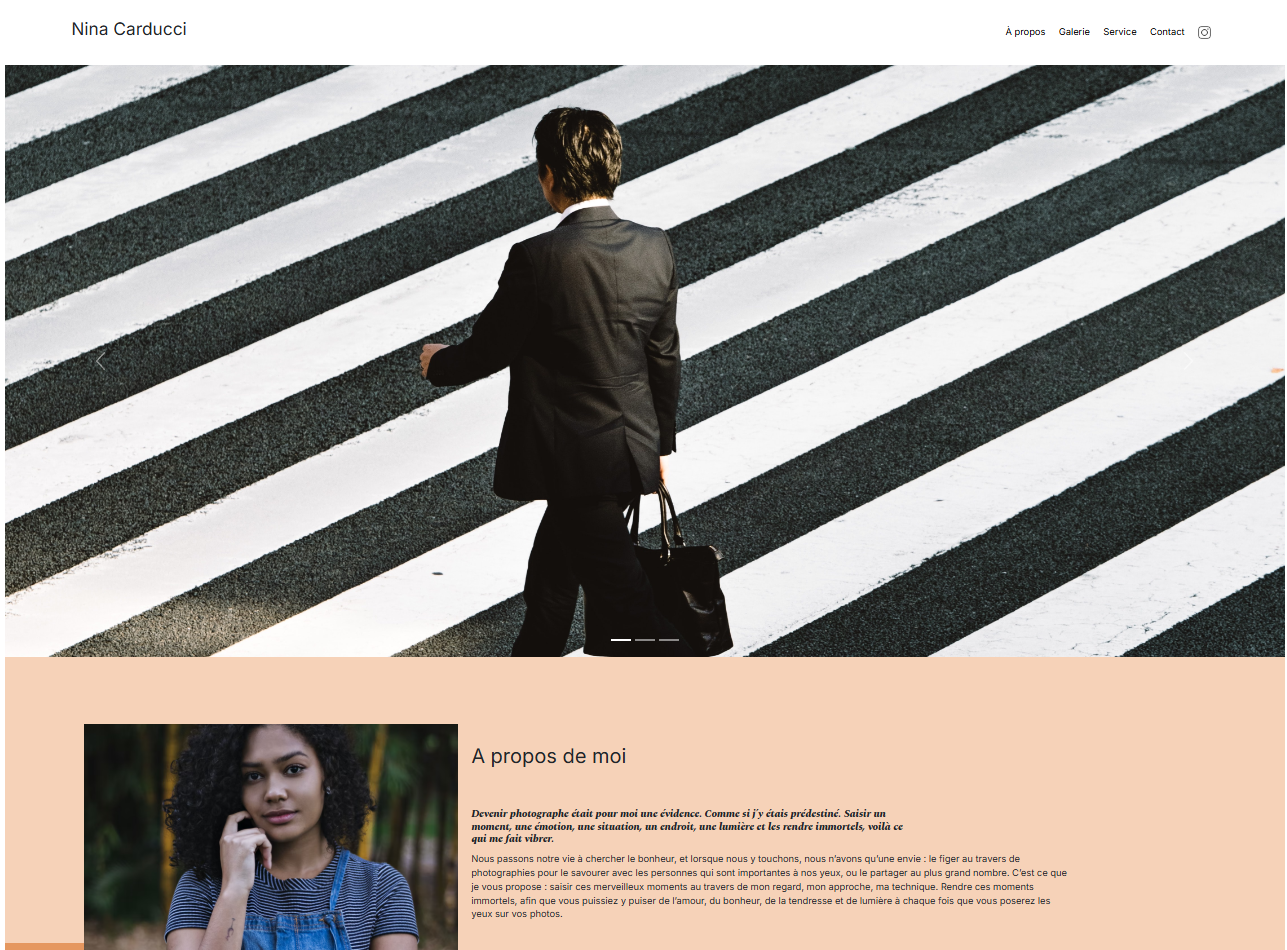 Nina Carducci
À propos Galerie Service Contact
A propos de moi
Devenir photographe était pour moi une évidence. Comme si j'y étais prédestiné. Saisir un
moment, une émotion, une situation, un endroit, une lumière et les rendre immortels, voilà ce
qui me fait vibrer.
Nous passons notre vie à chercher le bonheur, et lorsque nous y touchons, nous n’avons qu’une envie : le figer au travers de
photographies pour le savourer avec les personnes qui sont importantes à nos yeux, ou le partager au plus grand nombre. C’est ce que
je vous propose : saisir ces merveilleux moments au travers de mon regard, mon approche, ma technique. Rendre ces moments
immortels, afin que vous puissiez y puiser de l’amour, du bonheur, de la tendresse et de lumière à chaque fois que vous poserez les
yeux sur vos photos.